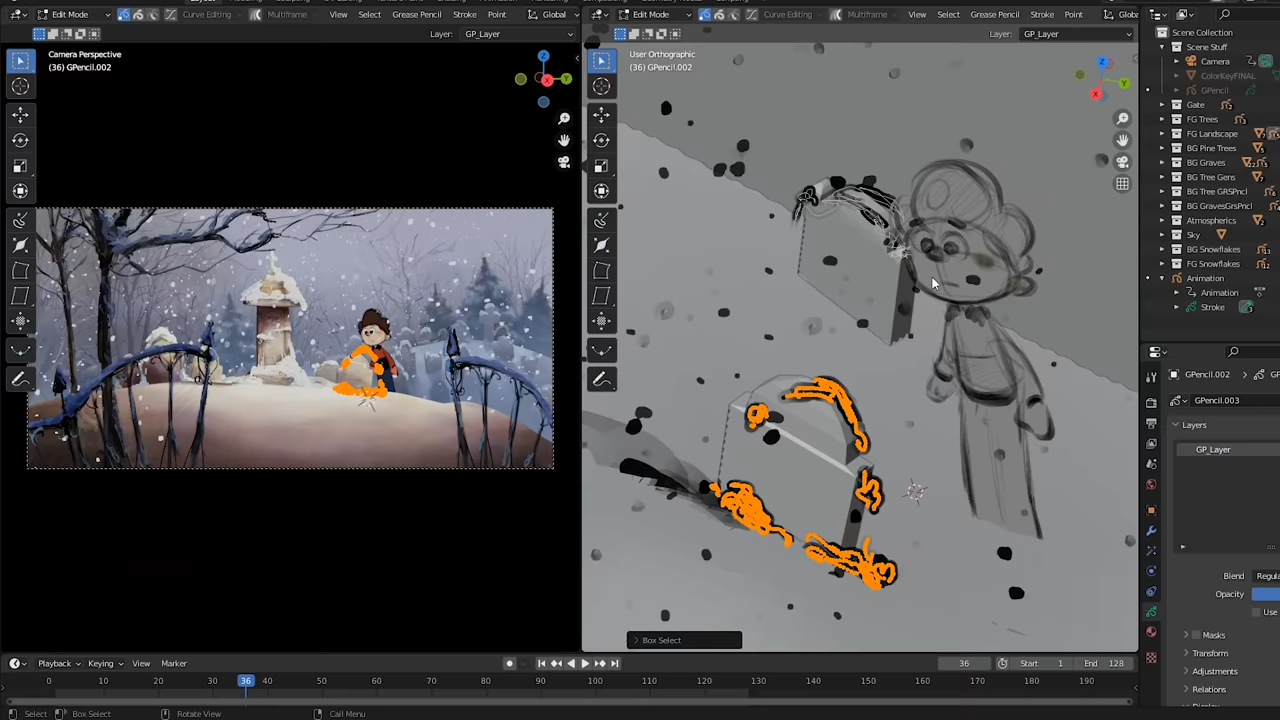 Edit Mode
Curve Editing
Multiframe
View
Select
Grease Pencil
Stroke
Point
Global
Edit Mode
Curve Editing
Multiframe
View
Select
Grease Pencil
Stroke
Point
Layer:
GP_Layer
Layer:
GP_Layer
Camera Perspective
(36) GPencil.002
User Orthographic
(36) GPencil.002
Z
Y
X
Z
Y
X
Scene Collection
Scene Stuff
Camera
ColorKeyFINAL
GPencil
Gate
FG Trees
FG Landscape
BG Pine Trees
BG Graves
BG Tree Gens
BG Tree GRSPncl
BG GravesGrsPncl
Atmospherics
Sky
BG Snowflakes
FG Snowflakes
Animation
Animation
Stroke
GPencil.002
GPencil.003
Layers
GP_Layer
Blend
Opacity
Use
Masks
Transform
Adjustments
Relations
Box Select
Playback
Keying
View
Marker
36
Start 1
End 128
0 10 20 30 36 40 50 60 70 80 90 100 110 120 130 140 150 160 170 180 190
Select
Box Select
Rotate View
Call Menu